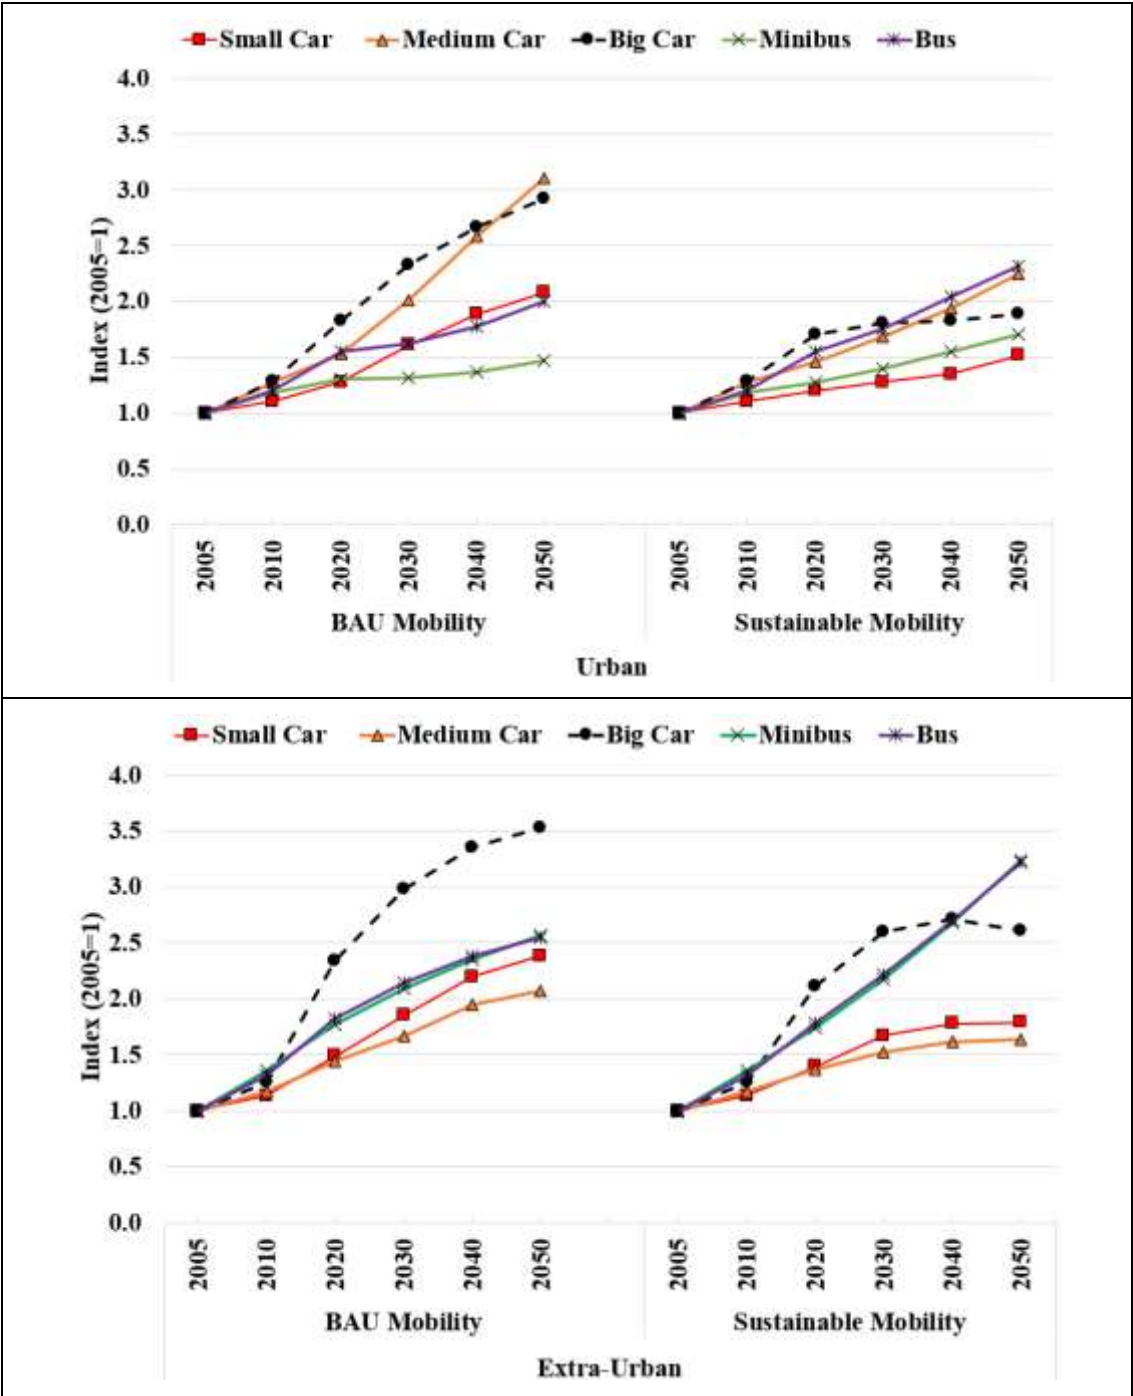 Small Car Medium Car Big Car Minibus Bus
4.0
3.5
3.0
2.5
2.0
1.5
1.0
0.5
0.0
Index (2005=1)
2005 2010 2020 2030 2040 2050 2005 2010 2020 2030 2040 2050
BAU Mobility Sustainable Mobility
Urban
Small Car Medium Car Big Car Minibus Bus
4.0
3.5
3.0
2.5
2.0
1.5
1.0
0.5
0.0
Index (2005=1)
2005 2010 2020 2030 2040 2050 2005 2010 2020 2030 2040 2050
BAU Mobility Sustainable Mobility
Extra-Urban